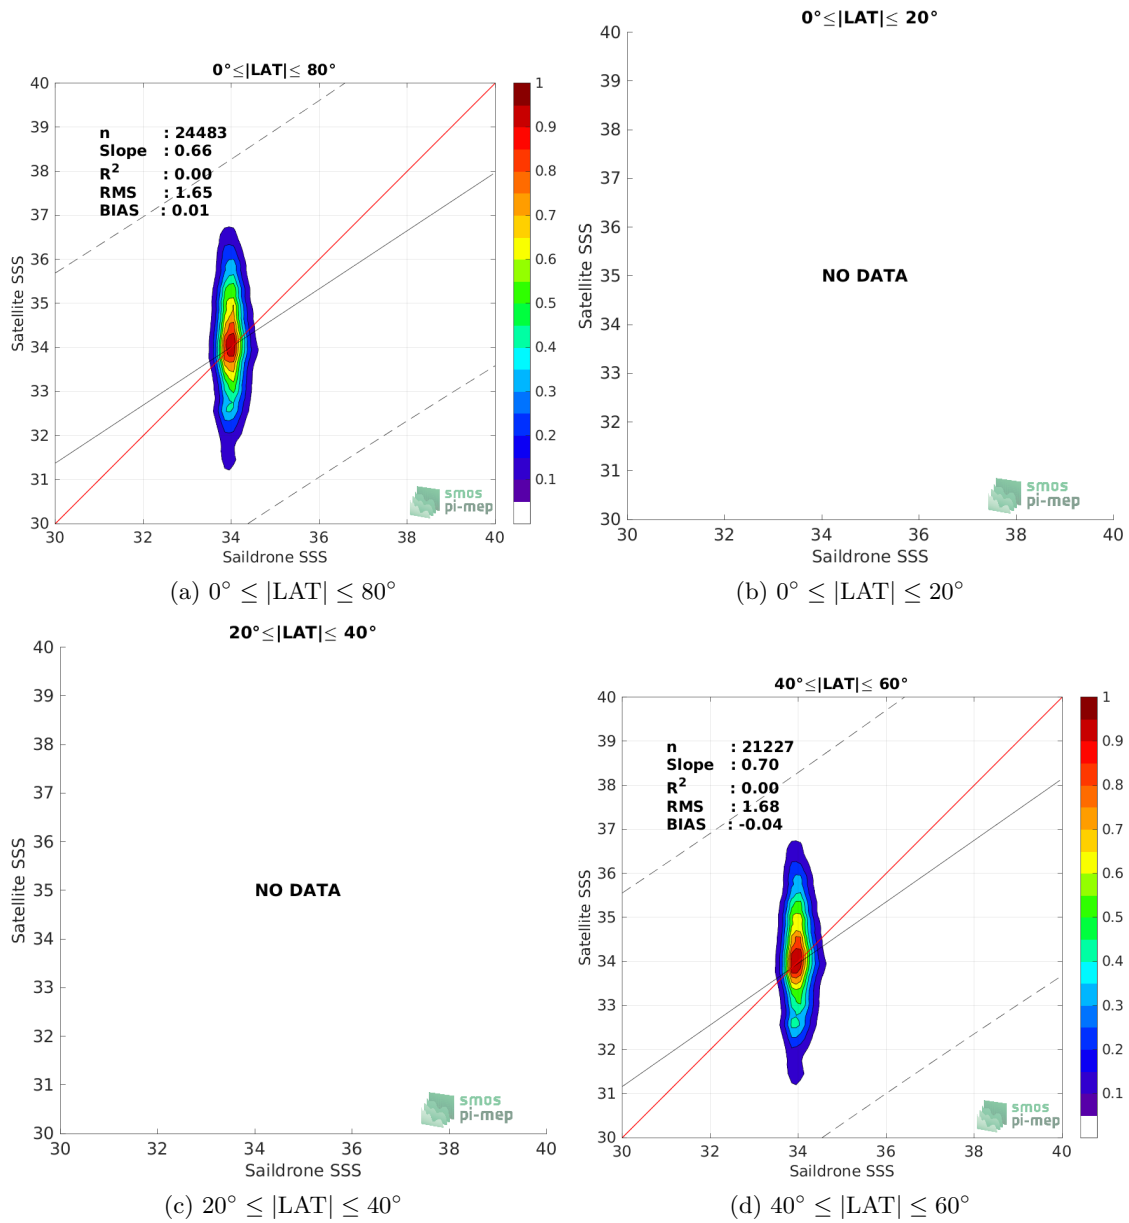 0°≤|LAT|≤ 80°
40
39
38
37
36
35
34
33
32
31
30
Satellite SSS
n : 24483
Slope : 0.66
R² : 0.00
RMS : 1.65
BIAS : 0.01
30 32 34 36 38 40
Saildrone SSS
smos
pi-mep
1
0.9
0.8
0.7
0.6
0.5
0.4
0.3
0.2
0.1
(a) 0° ≤ |LAT| ≤ 80°
0°≤|LAT|≤ 20°
40
39
38
37
36
35
34
33
32
31
30
Satellite SSS
NO DATA
30 32 34 36 38 40
Saildrone SSS
smos
pi-mep
(b) 0° ≤ |LAT| ≤ 20°
20°≤|LAT|≤ 40°
40
39
38
37
36
35
34
33
32
31
30
Satellite SSS
NO DATA
30 32 34 36 38 40
Saildrone SSS
smos
pi-mep
(c) 20° ≤ |LAT| ≤ 40°
40°≤|LAT|≤ 60°
40
39
38
37
36
35
34
33
32
31
30
Satellite SSS
n : 21227
Slope : 0.70
R² : 0.00
RMS : 1.68
BIAS : -0.04
30 32 34 36 38 40
Saildrone SSS
smos
pi-mep
1
0.9
0.8
0.7
0.6
0.5
0.4
0.3
0.2
0.1
(d) 40° ≤ |LAT| ≤ 60°